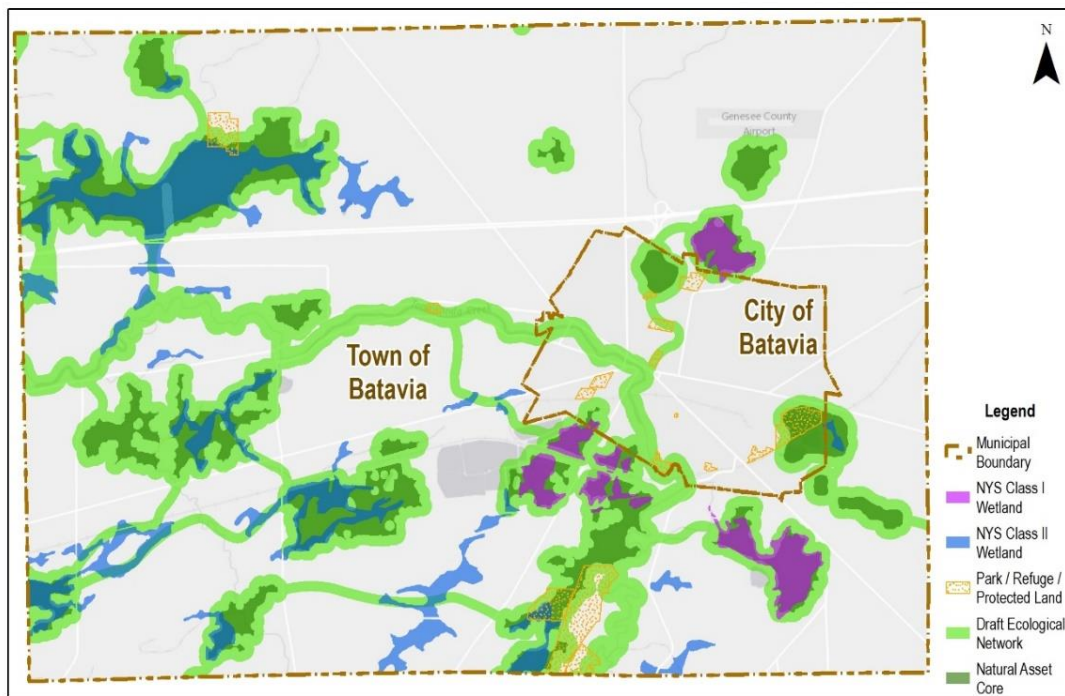 N
Genesee County
Airport
City of
Batavia
Town of
Batavia
Legend
Municipal
Boundary
NYS Class I
Wetland
NYS Class II
Wetland
Park / Refuge /
Protected Land
Draft Ecological
Network
Natural Asset
Core